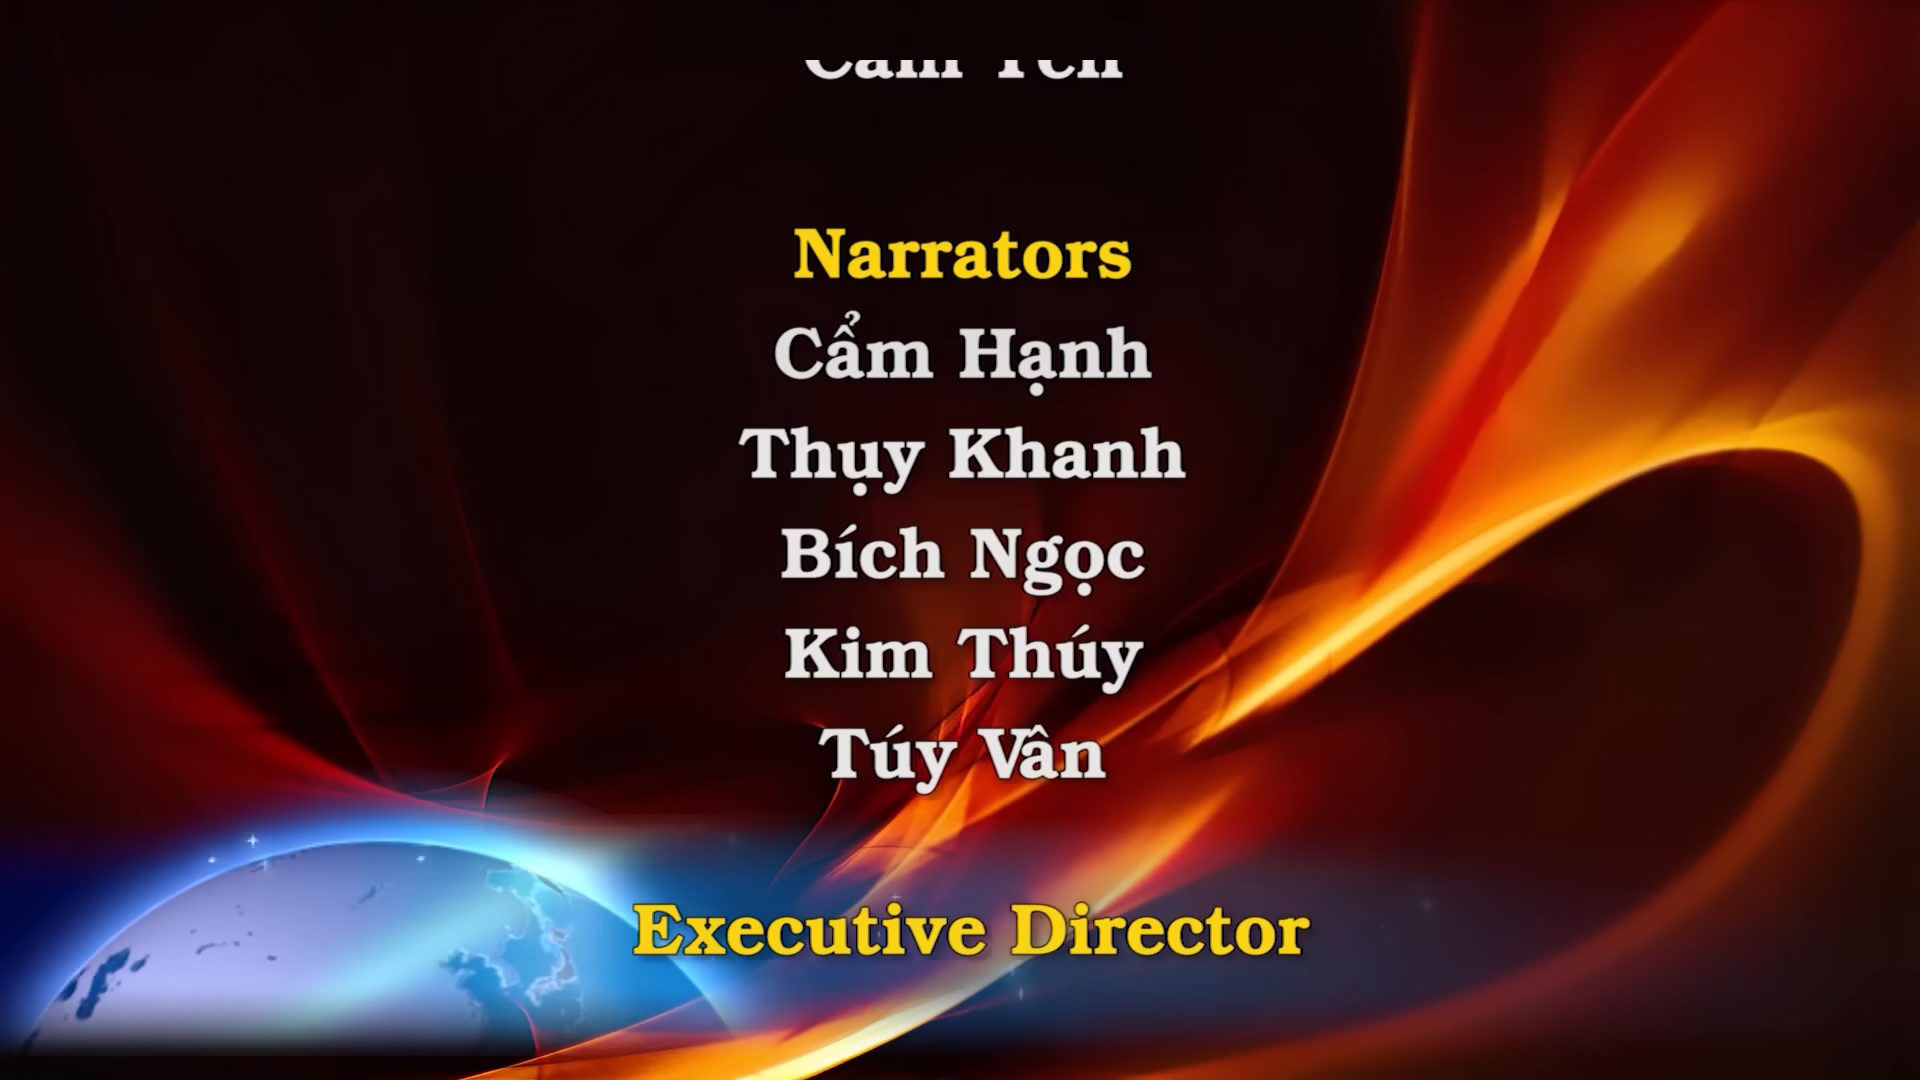 Narrators
Cẩm Hạnh
Thụy Khanh
Bích Ngọc
Kim Thúy
Túy Vân
Executive Director